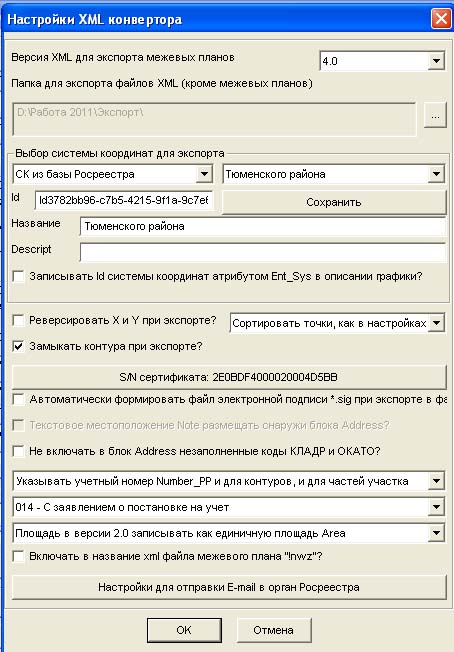 Настройки XML конвертора
Версия XML для экспорта межевых планов
4.0
Папка для экспорта файлов XML (кроме межевых планов)
D:\Работа 2011\Экспорт\
...
Выбор системы координат для экспорта
СК из базы Росреестра
Тюменского района
Id
Id3782bb96-c7b5-4215-9f1a-9c7e6
Сохранить
Название
Тюменского района
Descript
Записывать Id системы координат атрибутом Ent_Sys в описании графики?
Реверсировать X и Y при экспорте?
Сортировать точки, как в настройках
Замыкать контура при экспорте?
S/N сертификата: 2E0BDF4000020004D5BB
Автоматически формировать файл электронной подписи *.sig при экспорте в фа
Текстовое местоположение Note размещать снаружи блока Address?
Не включать в блок Address незаполненные коды КЛАДР и ОКАТО?
Указывать учетный номер Number_PP и для контуров, и для частей участка
014 - С заявлением о постановке на учет
Площадь в версии 2.0 записывать как единичную площадь Area
Включать в название xml файла межевого плана "!nwz"?
Настройки для отправки E-mail в орган Росреестра
OK
Отмена